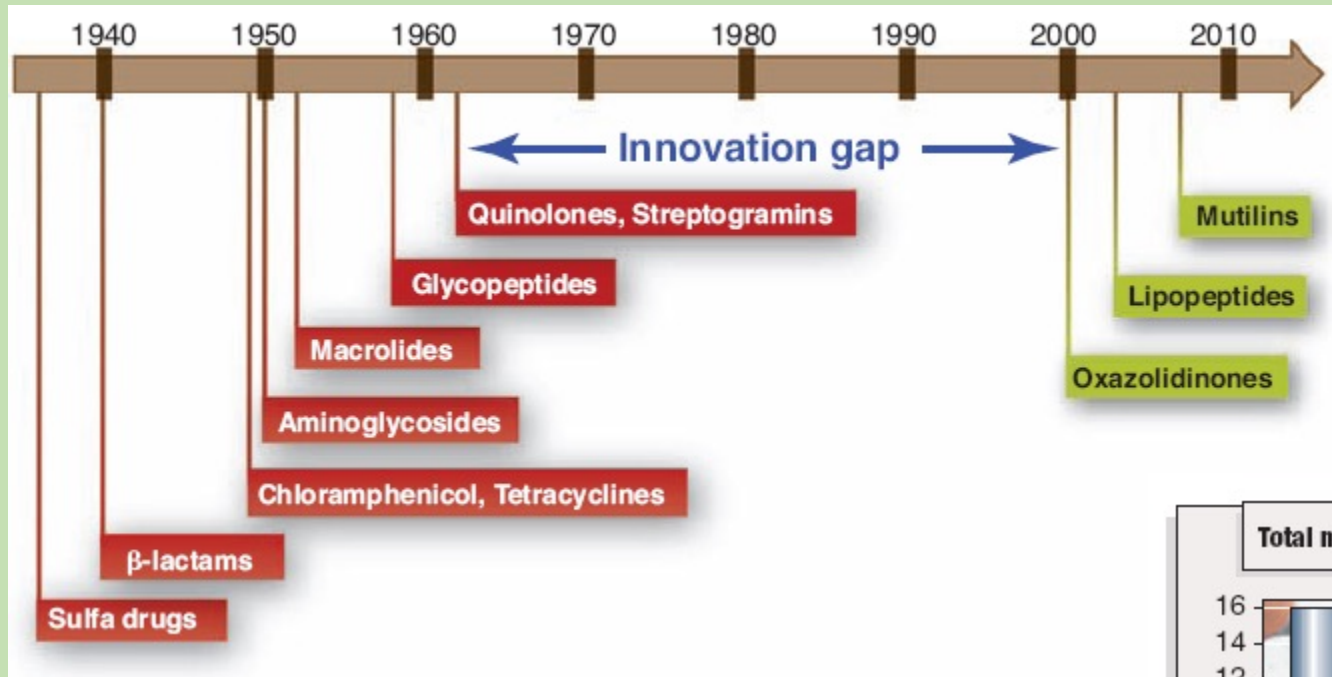 1940 1950 1960 1970 1980 1990 2000 2010
Innovation gap
Quinolones, Streptogramins
Mutilins
Glycopeptides
Lipopeptides
Macrolides
Oxazolidinones
Aminoglycosides
Chloramphenicol, Tetracyclines
β-lactams
Sulfa drugs
Total
16
14